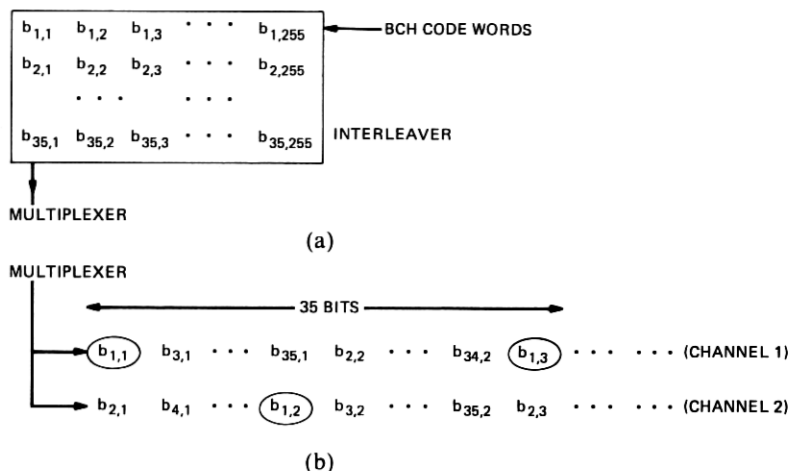 b1,1 b1,2 b1,3 · · · b1,255 BCH CODE WORDS
b2,1 b2,2 b2,3 · · · b2,255
· · · · · ·
b35,1 b35,2 b35,3 · · · b35,255 INTERLEAVER
MULTIPLEXER
(a)
MULTIPLEXER
35 BITS
b1,1 b3,1 · · · b35,1 b2,2 · · · b34,2 b1,3 · · · · · · (CHANNEL 1)
b2,1 b4,1 · · · b1,2 b3,2 · · · b35,2 b2,3 · · · · · · (CHANNEL 2)
(b)